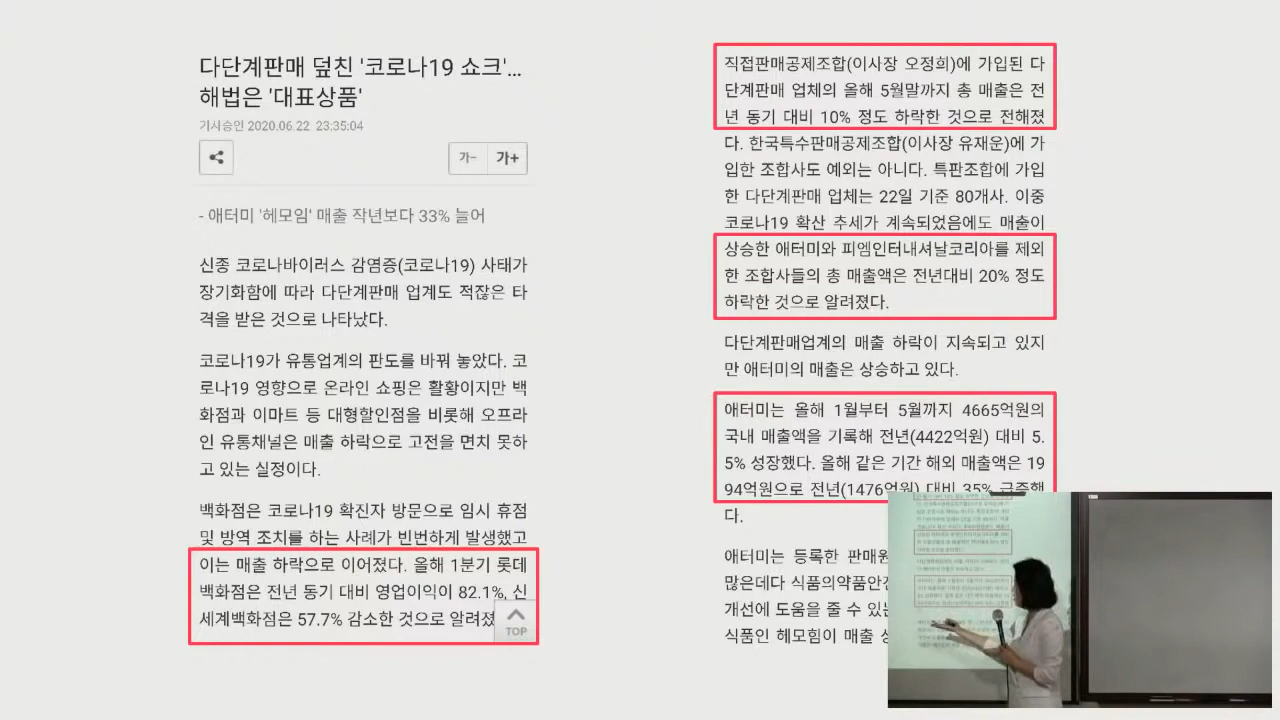 다단계판매 덮친 '코로나19 쇼크'...
해법은 '대표상품'
기사승인 2020.06.22 23:35:04
가-
가+
- 애터미 '헤모임' 매출 작년보다 33% 늘어
신종 코로나바이러스 감염증(코로나19) 사태가
장기화함에 따라 다단계판매 업계도 적잖은 타
격을 받은 것으로 나타났다.
코로나19가 유통업계의 판도를 바꿔 놓았다. 코
로나19 영향으로 온라인 쇼핑은 활황이지만 백
화점과 이마트 등 대형할인점을 비롯해 오프라
인 유통채널은 매출 하락으로 고전을 면치 못하
고 있는 실정이다.
백화점은 코로나19 확진자 방문으로 임시 휴점
및 방역 조치를 하는 사례가 빈번하게 발생했고
이는 매출 하락으로 이어졌다. 올해 1분기 롯데
백화점은 전년 동기 대비 영업이익이 82.1%, 신
세계백화점은 57.7% 감소한 것으로 알려졌
TOP
직접판매공제조합(이사장 오정희)에 가입된 다
단계판매 업체의 올해 5월말까지 총 매출은 전
년 동기 대비 10% 정도 하락한 것으로 전해졌
다. 한국특수판매공제조합(이사장 유재운)에 가
입한 조합사도 예외는 아니다. 특판조합에 가입
한 다단계판매 업체는 22일 기준 80개사. 이중
코로나19 확산 추세가 계속되었음에도 매출이
상승한 애터미와 피엠인터내셔날코리아를 제외
한 조합사들의 총 매출액은 전년대비 20% 정도
하락한 것으로 알려졌다.
다단계판매업계의 매출 하락이 지속되고 있지
만 애터미의 매출은 상승하고 있다.
애터미는 올해 1월부터 5월까지 4665억원의
국내 매출액을 기록해 전년(4422억원) 대비 5.
5% 성장했다. 올해 같은 기간 해외 매출액은 19
94억원으로 전년(1476억원) 대비 35% 급증했
다.
애터미는 등록한 판매원
많은데다 식품의약품안전
개선에 도움을 줄 수 있는
식품인 헤모힘이 매출